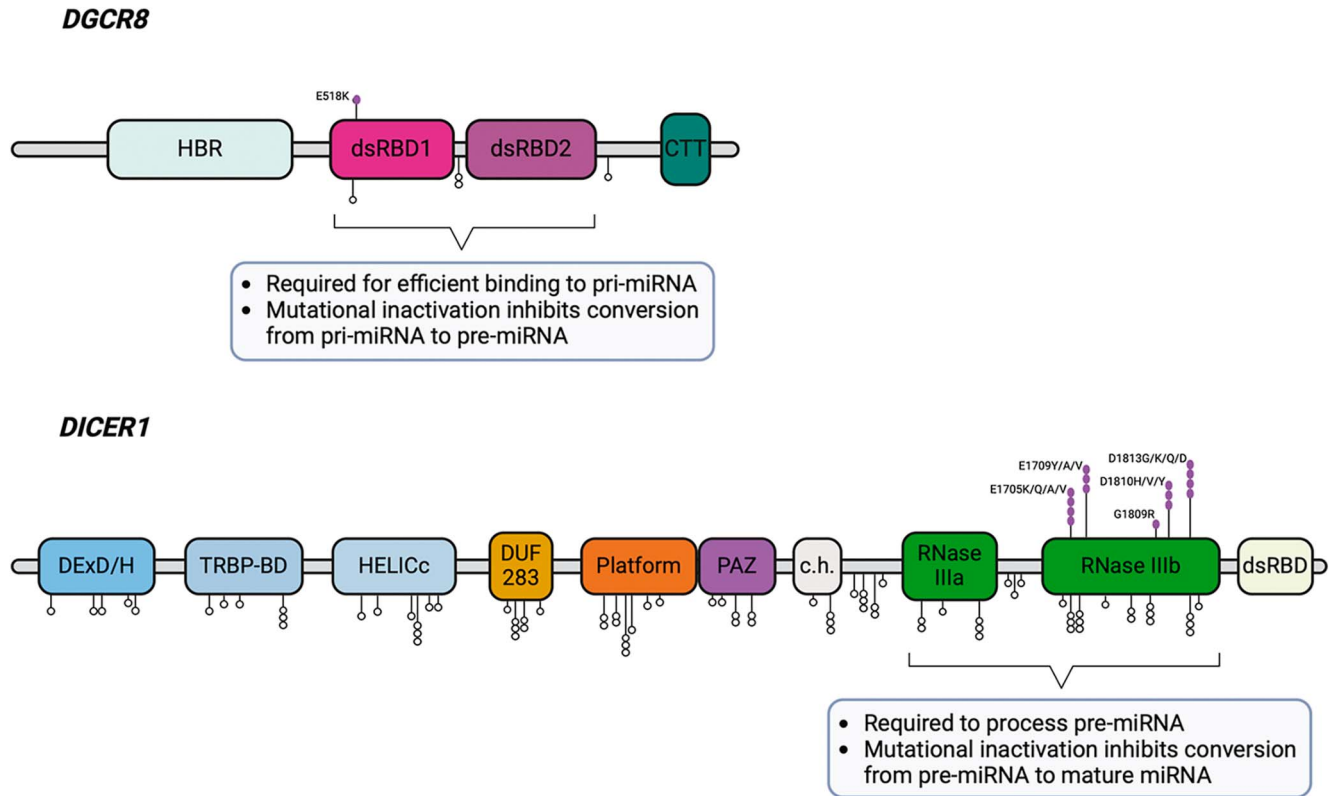 DGCR8
E518K
HBR
dsRBD1
dsRBD2
CTT
• Required for efficient binding to pri-miRNA
• Mutational inactivation inhibits conversion
from pri-miRNA to pre-miRNA
DICER1
D1813G/K/Q/D
E1709Y/A/V
D1810H/V/Y
E1705K/Q/A/V
G1809R
DExD/H
TRBP-BD
HELICc
DUF
283
Platform
PAZ
c.h.
RNase
IIIa
RNase IIIb
dsRBD
• Required to process pre-miRNA
• Mutational inactivation inhibits conversion
from pre-miRNA to mature miRNA